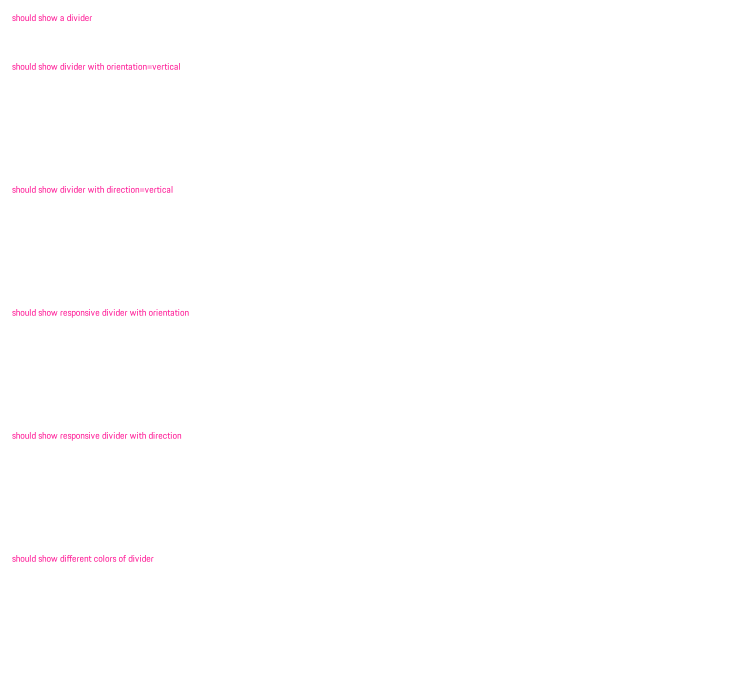 should show a divider
should show divider with orientation=vertical
should show divider with direction=vertical
should show responsive divider with orientation
should show responsive divider with direction
should show different colors of divider